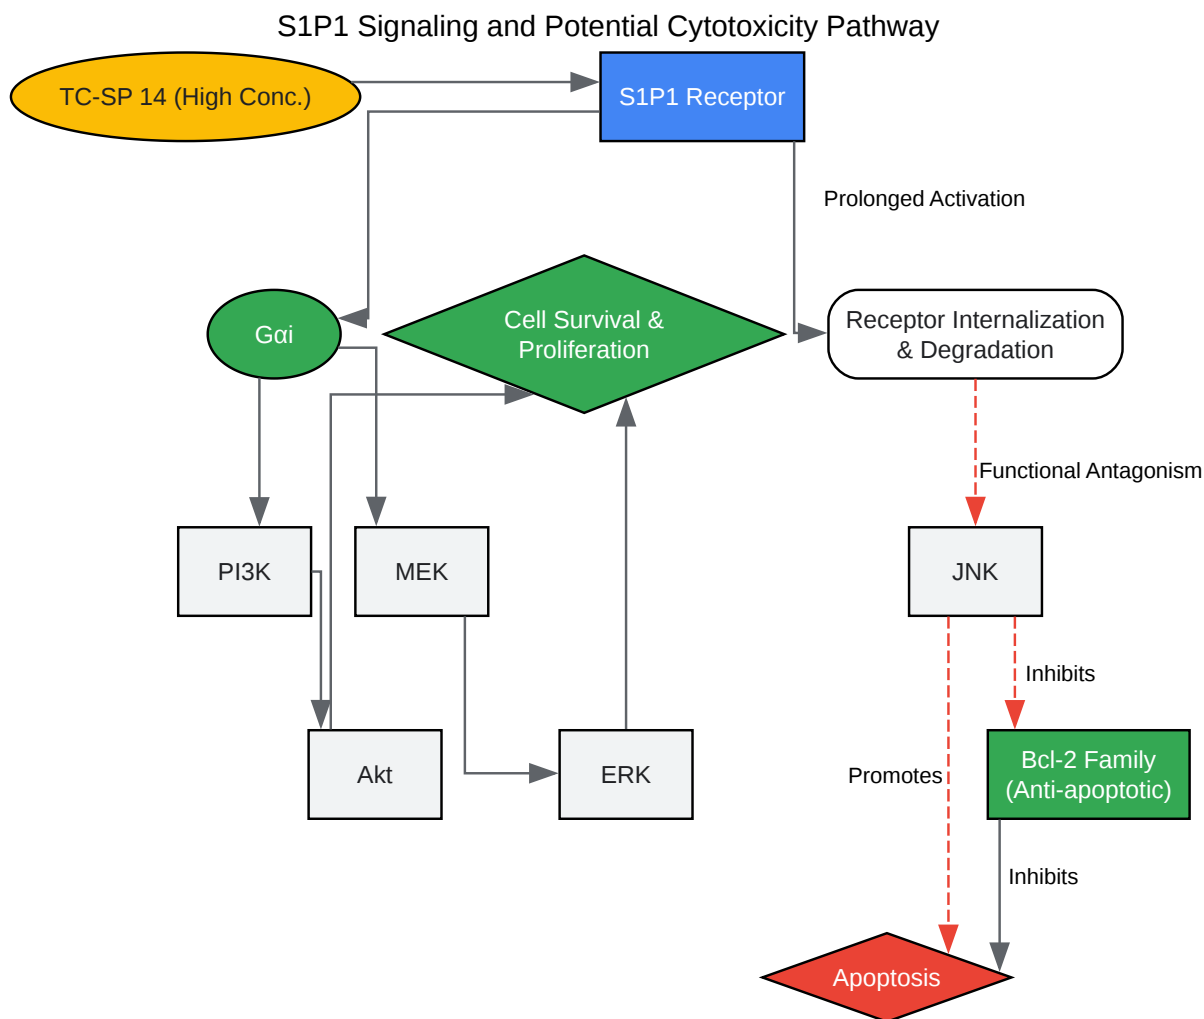 S1P1 Signaling and Potential Cytotoxicity Pathway
TC-SP 14 (High Conc.)
S1P1 Receptor
Prolonged Activation
Gαi
Cell Survival &
Proliferation
Receptor Internalization
& Degradation
Functional Antagonism
PI3K
MEK
JNK
Inhibits
Akt
ERK
Promotes
Bcl-2 Family
(Anti-apoptotic)
Inhibits
Apoptosis